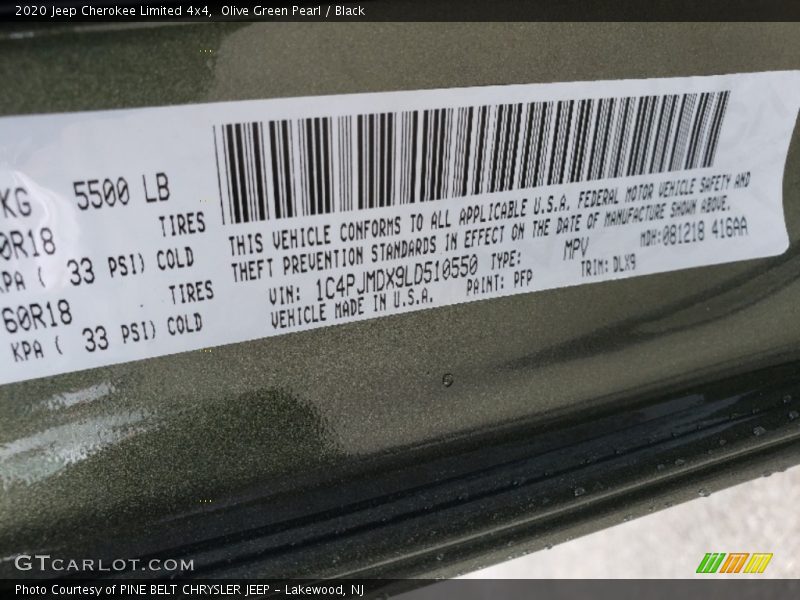 2020 Jeep Cherokee Limited 4x4, Olive Green Pearl / Black
KG 5500 LB
0R18 TIRES
KPA ( 33 PSI) COLD
60R18 TIRES
KPA ( 33 PSI) COLD
THIS VEHICLE CONFORMS TO ALL APPLICABLE U.S.A. FEDERAL MOTOR VEHICLE SAFETY AND
THEFT PREVENTION STANDARDS IN EFFECT ON THE DATE OF MANUFACTURE SHOWN ABOVE.
VIN: 1C4PJMDX9LD510550 TYPE: MPV MDH:081218 416AA
VEHICLE MADE IN U.S.A. PAINT: PFP TRIM: DLX9
GTCARLOT.COM
Photo Courtesy of PINE BELT CHRYSLER JEEP - Lakewood, NJ